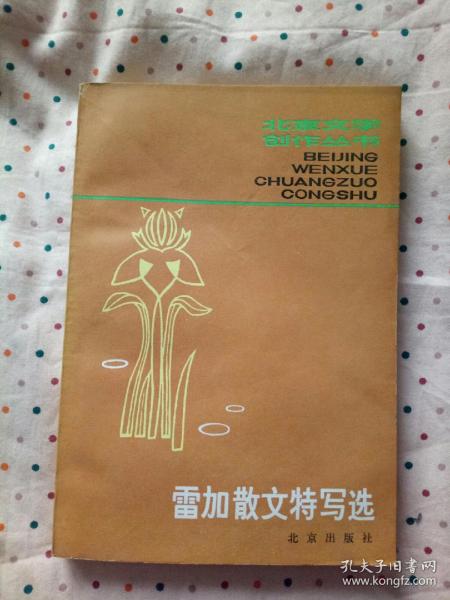 北京文学
创作丛书
BEIJING
WENXUE
CHUANGZUO
CONGSHU
雷加散文特写选
北京出版社
孔夫子旧书网
www.kongfz.com